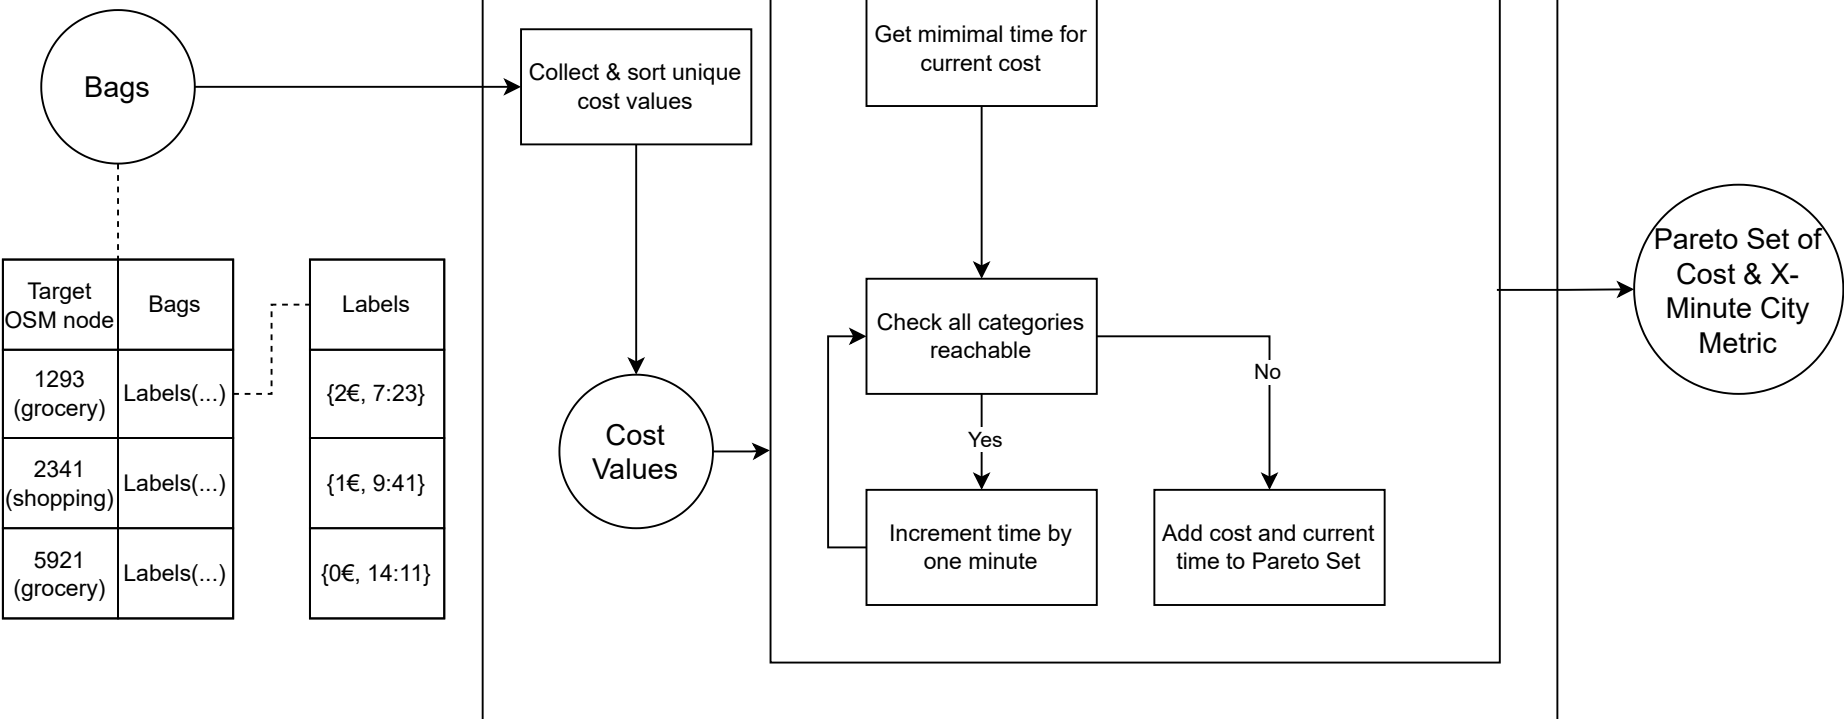 Bags
Target
OSM node
Bags
1293
(grocery)
Labels(...)
2341
(shopping)
Labels(...)
5921
(grocery)
Labels(...)
Labels
{2€, 7:23}
{1€, 9:41}
{0€, 14:11}
Collect & sort unique
cost values
Cost
Values
Get mimimal time for
current cost
Check all categories
reachable
Yes
No
Increment time by
one minute
Add cost and current
time to Pareto Set
Pareto Set of
Cost & X-
Minute City
Metric